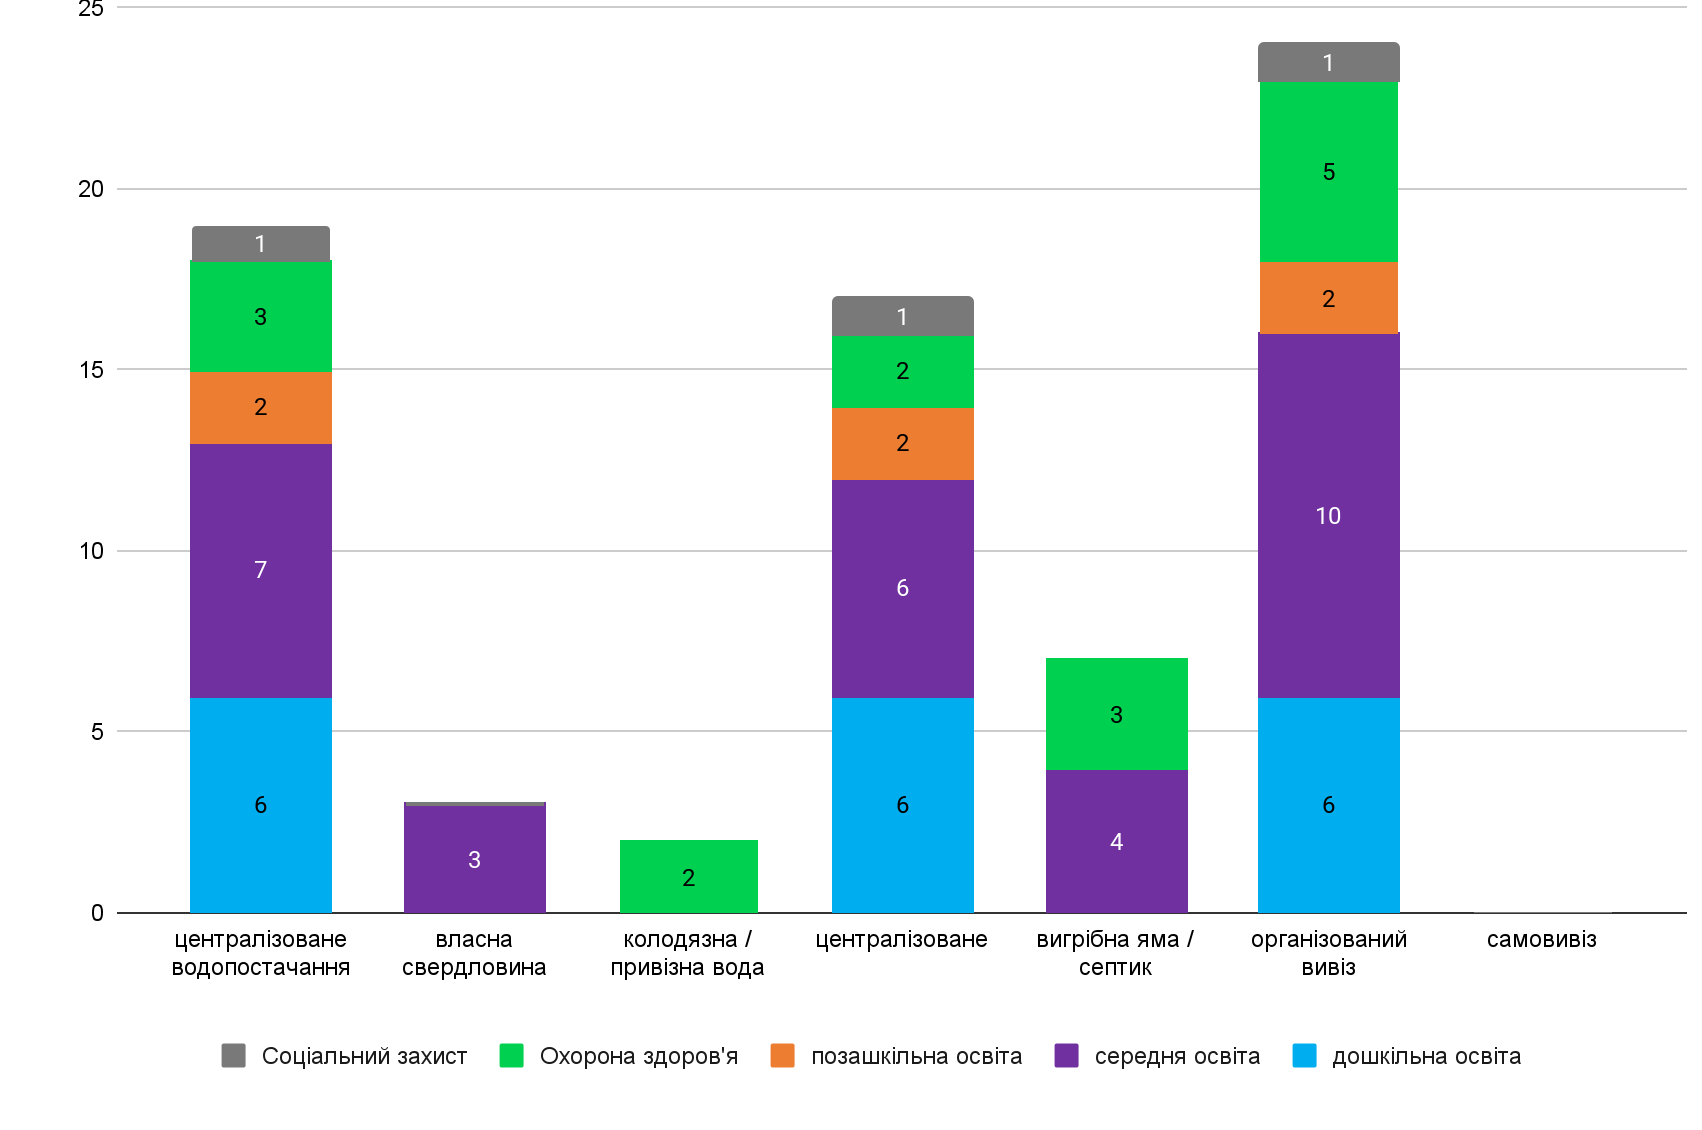 25
1
5
20
2
1
3
1
15
2
2
2
10
10
7
6
5
3
6
6
4
6
3
2
0
централізоване
водопостачання
власна
свердловина
колодязна /
привізна вода
централізоване
вигрібна яма /
септик
організований
вивіз
самовивіз
Соціальний захист
Охорона здоров'я
позашкільна освіта
середня освіта
дошкільна освіта